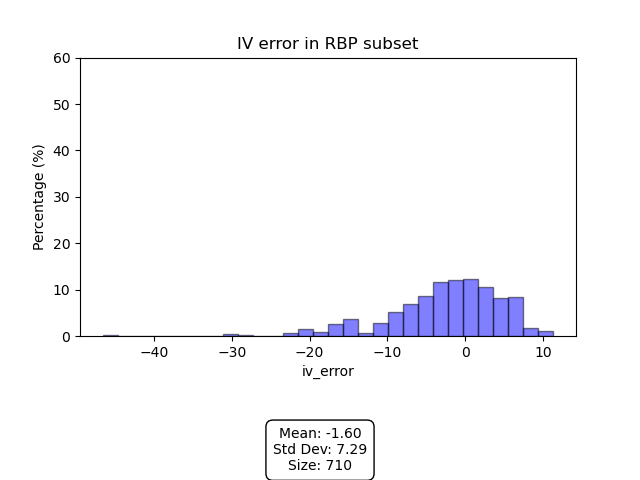 IV error in RBP subset
60
50
40
30
20
10
0
Percentage (%)
−40
−30
−20
−10
0
10
iv_error
Mean: -1.60
Std Dev: 7.29
Size: 710